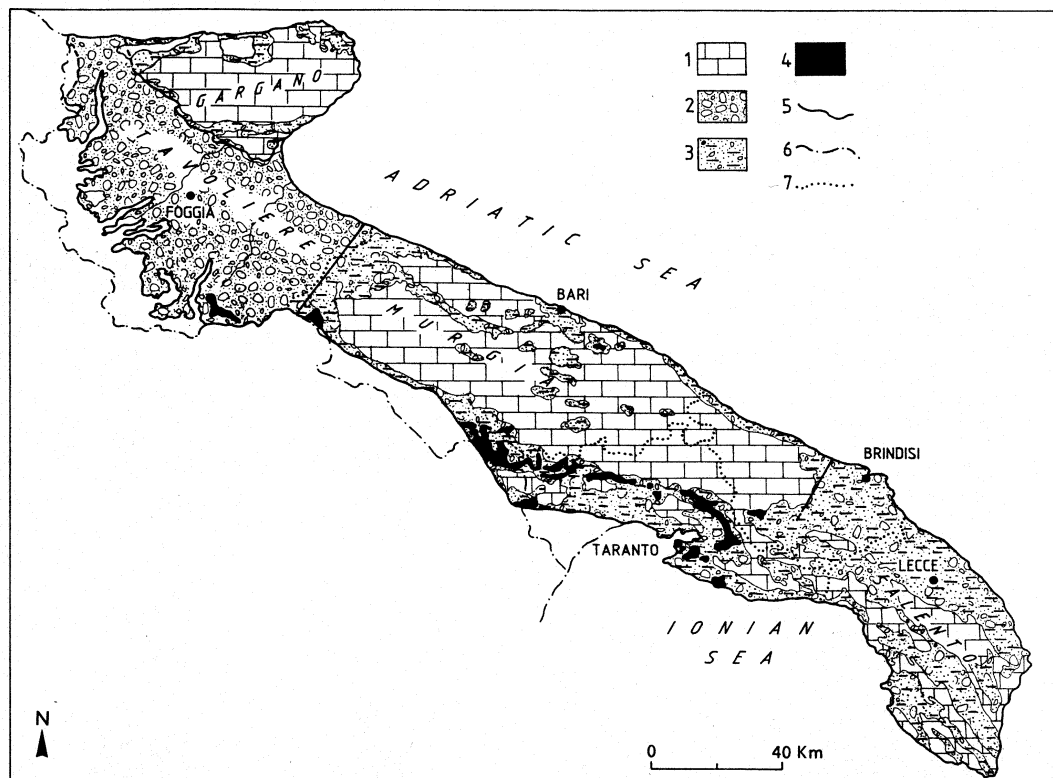 1
4
2
5
3
6
7
GARGANO
TAVOLIERE
FOGGIA
ADRIATIC SEA
BARI
MURGIA
BRINDISI
TARANTO
LECCE
SALENTO
IONIAN
SEA
N
0 40 Km